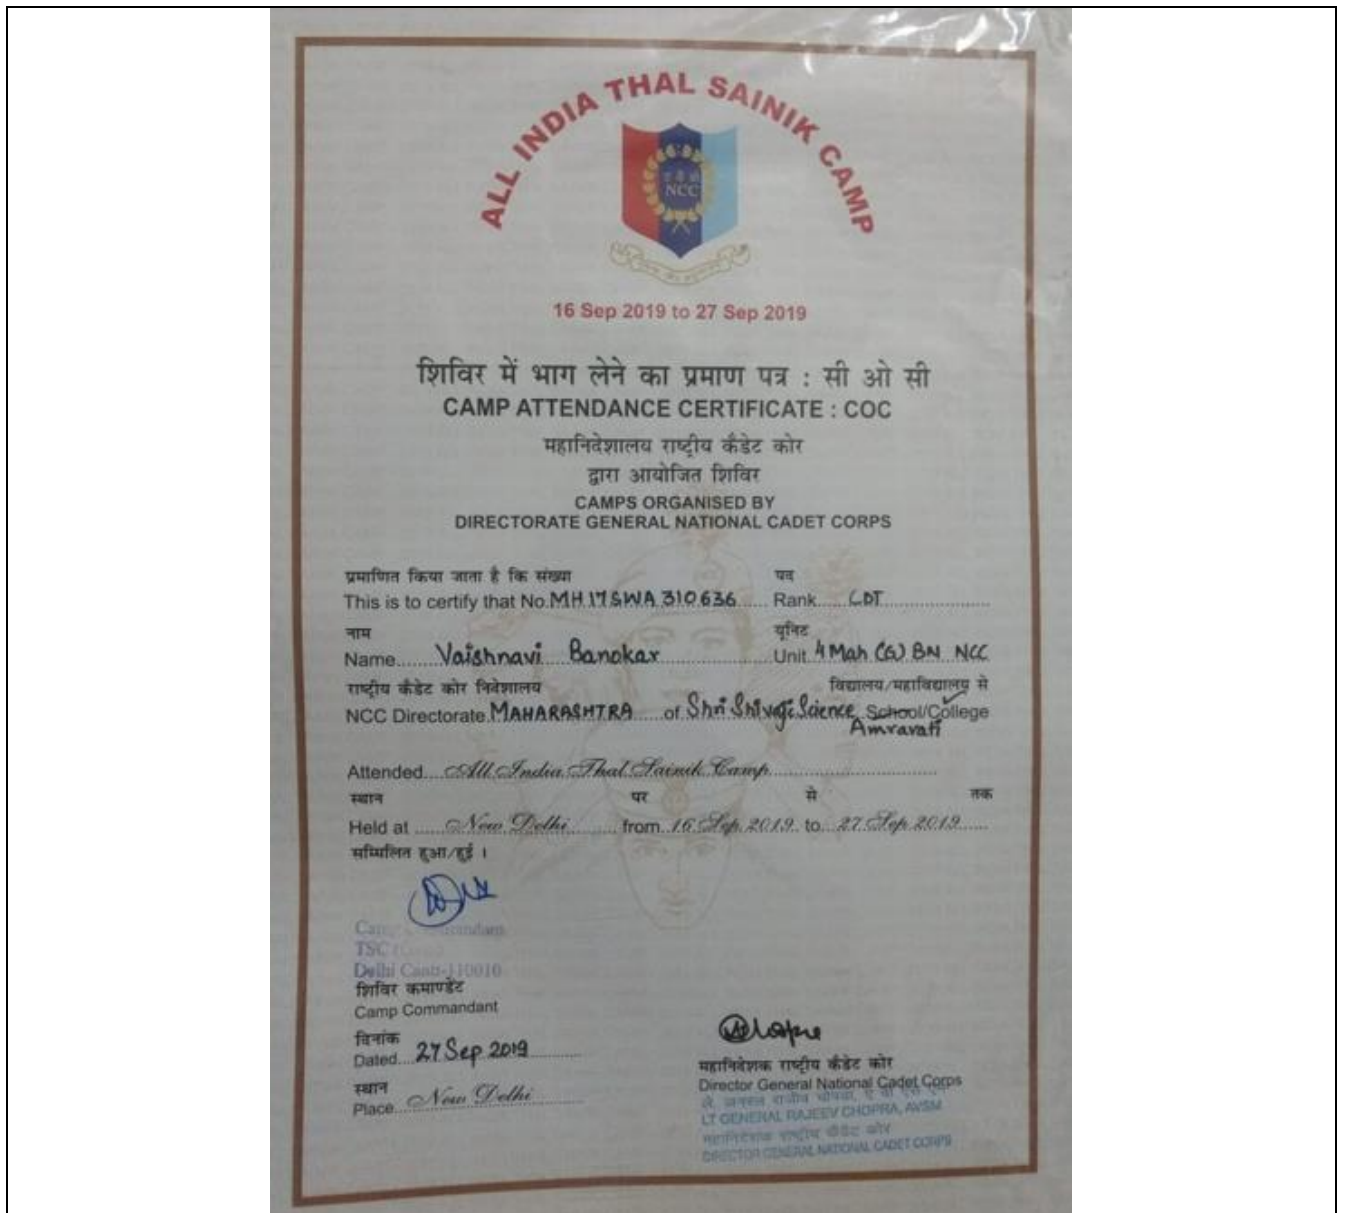 ALL INDIA THAL SAINIK CAMP
NCC
16 Sep 2019 to 27 Sep 2019
शिविर में भाग लेने का प्रमाण पत्र : सी ओ सी
CAMP ATTENDANCE CERTIFICATE : COC
महानिदेशालय राष्ट्रीय कैडेट कोर
द्वारा आयोजित शिविर
CAMPS ORGANISED BY
DIRECTORATE GENERAL NATIONAL CADET CORPS
प्रमाणित किया जाता है कि संख्या पद
This is to certify that No. MH17SWA310636 Rank CDT
नाम यूनिट
Name Vaishnavi Banokar Unit 4 Mah (G) BN NCC
राष्ट्रीय कैडेट कोर निदेशालय विद्यालय/महाविद्यालय से
NCC Directorate MAHARASHTRA of Shri Shivaji Science School/College
Amravati
Attended All India Thal Sainik Camp
स्थान पर से तक
Held at New Delhi from 16 Sep 2019 to 27 Sep 2019
सम्मिलित हुआ/हुई ।
TSC
Delhi Cantt-110010
शिविर कमाण्डेंट
Camp Commandant
दिनांक
Dated 27 Sep 2019
स्थान
Place New Delhi
महानिदेशक राष्ट्रीय कैडेट कोर
Director General National Cadet Corps
ले. जनरल राजीव चोपड़ा,
LT GENERAL RAJEEV CHOPRA, AVSM
महानिदेशक राष्ट्रीय कैडेट कोर
DIRECTOR GENERAL NATIONAL CADET CORPS